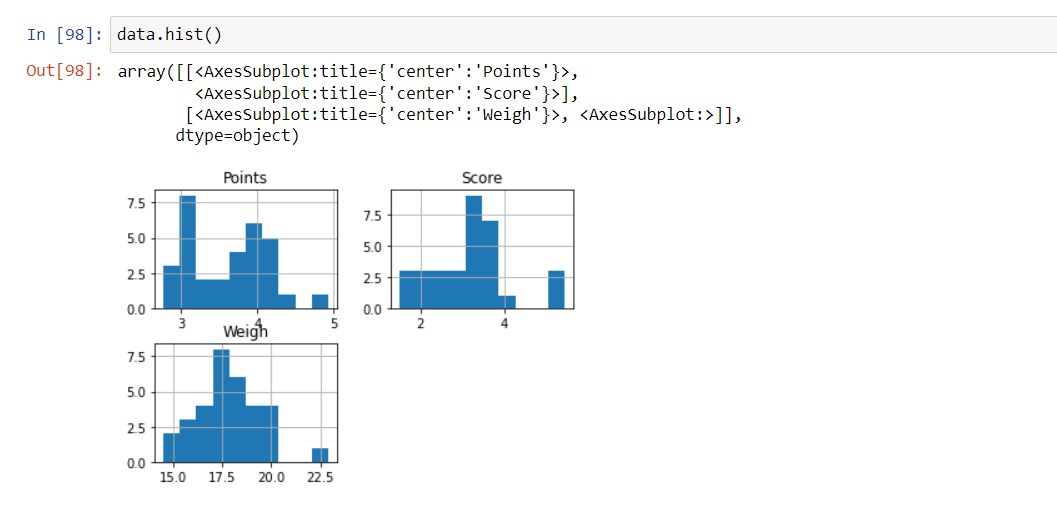 In [98]: data.hist()
Out[98]: array([[<AxesSubplot:title={'center':'Points'}>,
<AxesSubplot:title={'center':'Score'}>],
[<AxesSubplot:title={'center':'Weigh'}>, <AxesSubplot:>]],
dtype=object)
Points
7.5
5.0
2.5
0.0
3 4 5
Score
7.5
5.0
2.5
0.0
2 4
Weigh
7.5
5.0
2.5
0.0
15.0 17.5 20.0 22.5